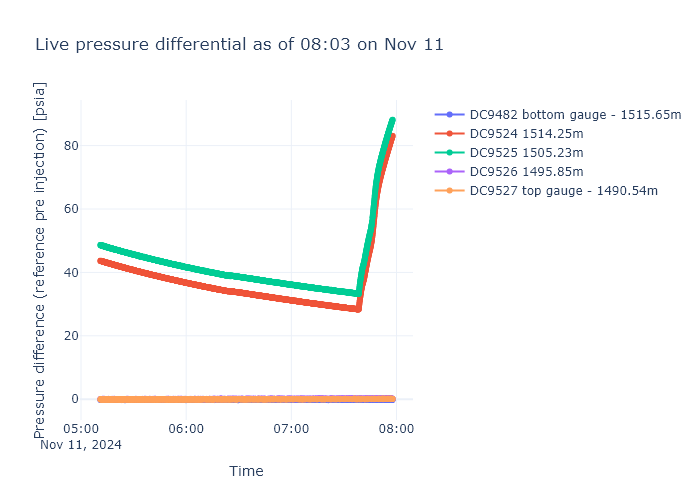 Live pressure differential as of 08:03 on Nov 11
Pressure difference (reference pre injection) [psia]
80
60
40
20
0
05:00
06:00
07:00
08:00
Nov 11, 2024
Time
DC9482 bottom gauge - 1515.65m
DC9524 1514.25m
DC9525 1505.23m
DC9526 1495.85m
DC9527 top gauge - 1490.54m